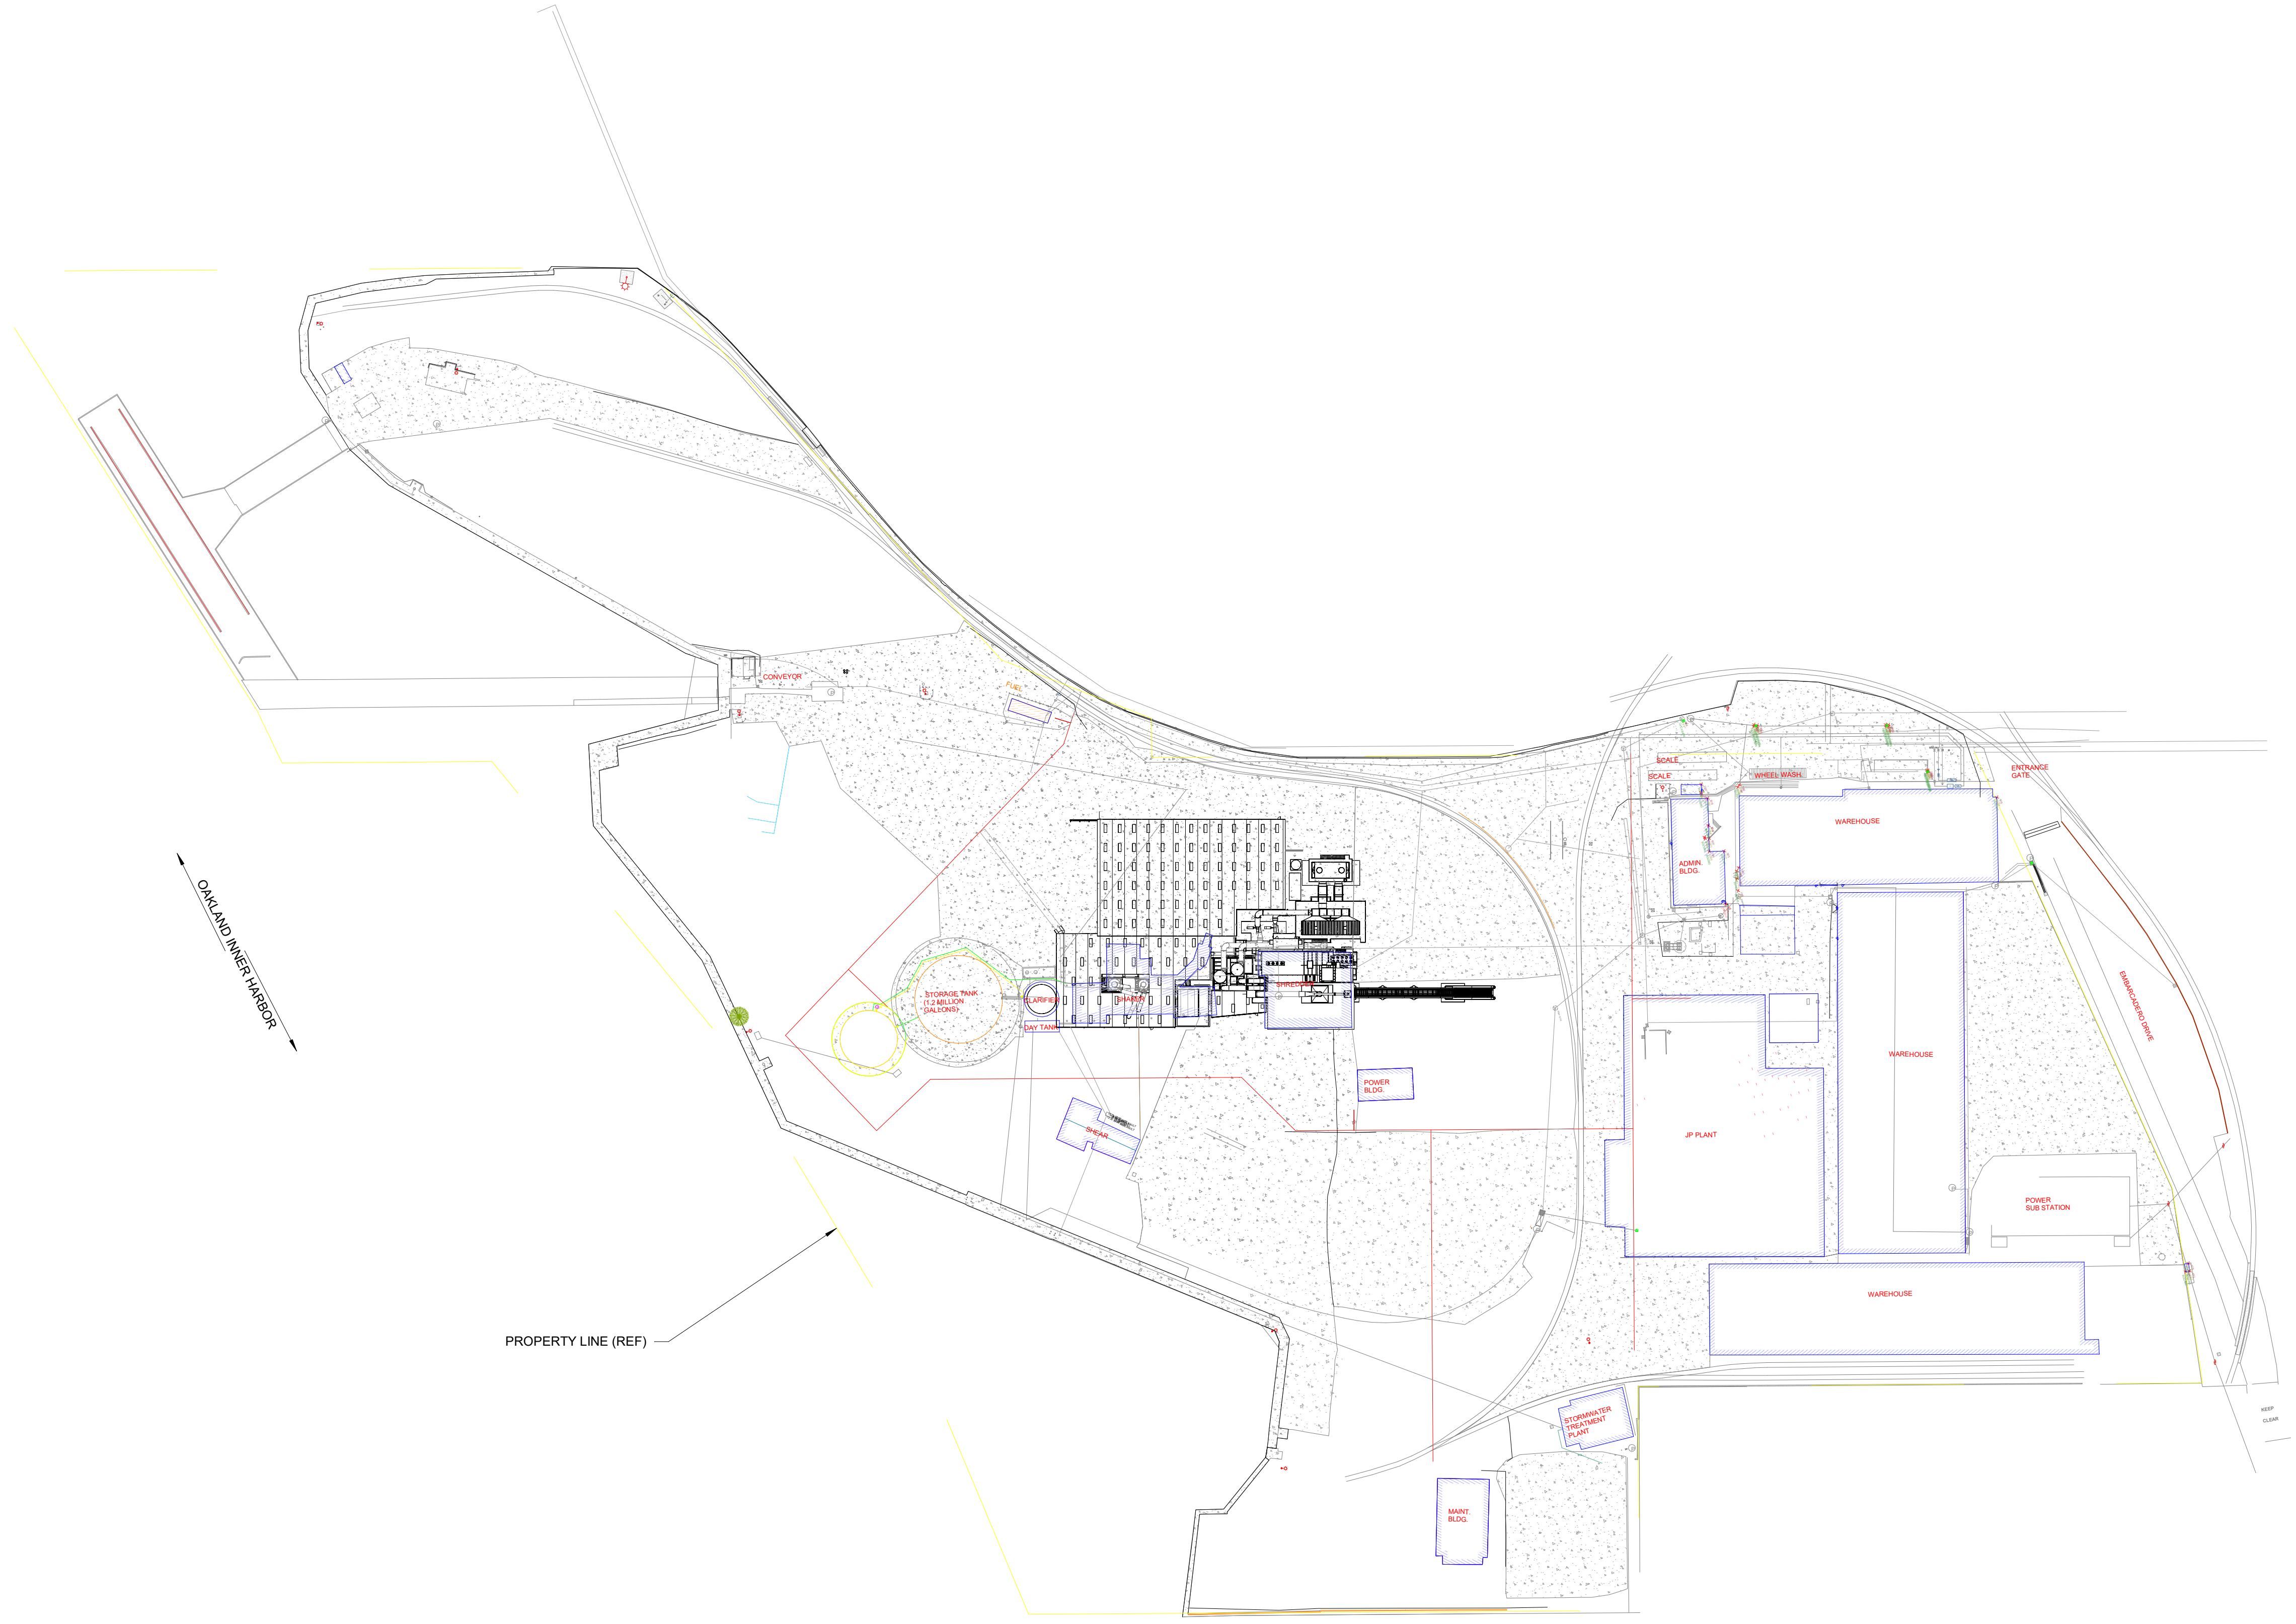 CONVEYOR
FUEL
SCALE
SCALE
WHEEL WASH.
ENTRANCE
GATE
WAREHOUSE
ADMIN.
BLDG.
OAKLAND INNER HARBOR
STORAGE TANK
(1.2 MILLION
GALLONS)
CLARIFIER
SHAKER
SHREDDER
DAY TANK
EMBARCADERO DRIVE
WAREHOUSE
POWER
BLDG.
SHEAR
JP PLANT
POWER
SUB STATION
WAREHOUSE
PROPERTY LINE (REF)
STORMWATER
TREATMENT
PLANT
KEEP
CLEAR
MAINT.
BLDG.